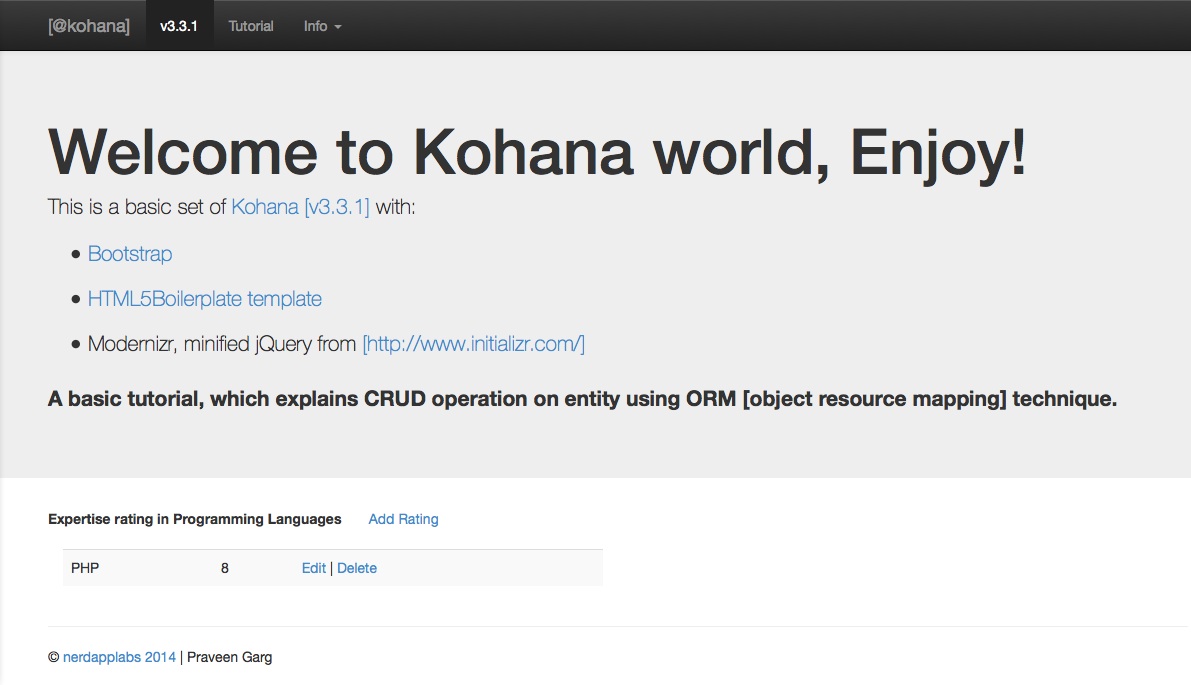 [@kohana] v3.3.1 Tutorial Info
Welcome to Kohana world, Enjoy!
This is a basic set of Kohana [v3.3.1] with:
Bootstrap
HTML5Boilerplate template
Modernizr, minified jQuery from [http://www.initializr.com/]
A basic tutorial, which explains CRUD operation on entity using ORM [object resource mapping] technique.
Expertise rating in Programming Languages Add Rating
PHP 8 Edit | Delete
© nerdapplabs 2014 | Praveen Garg